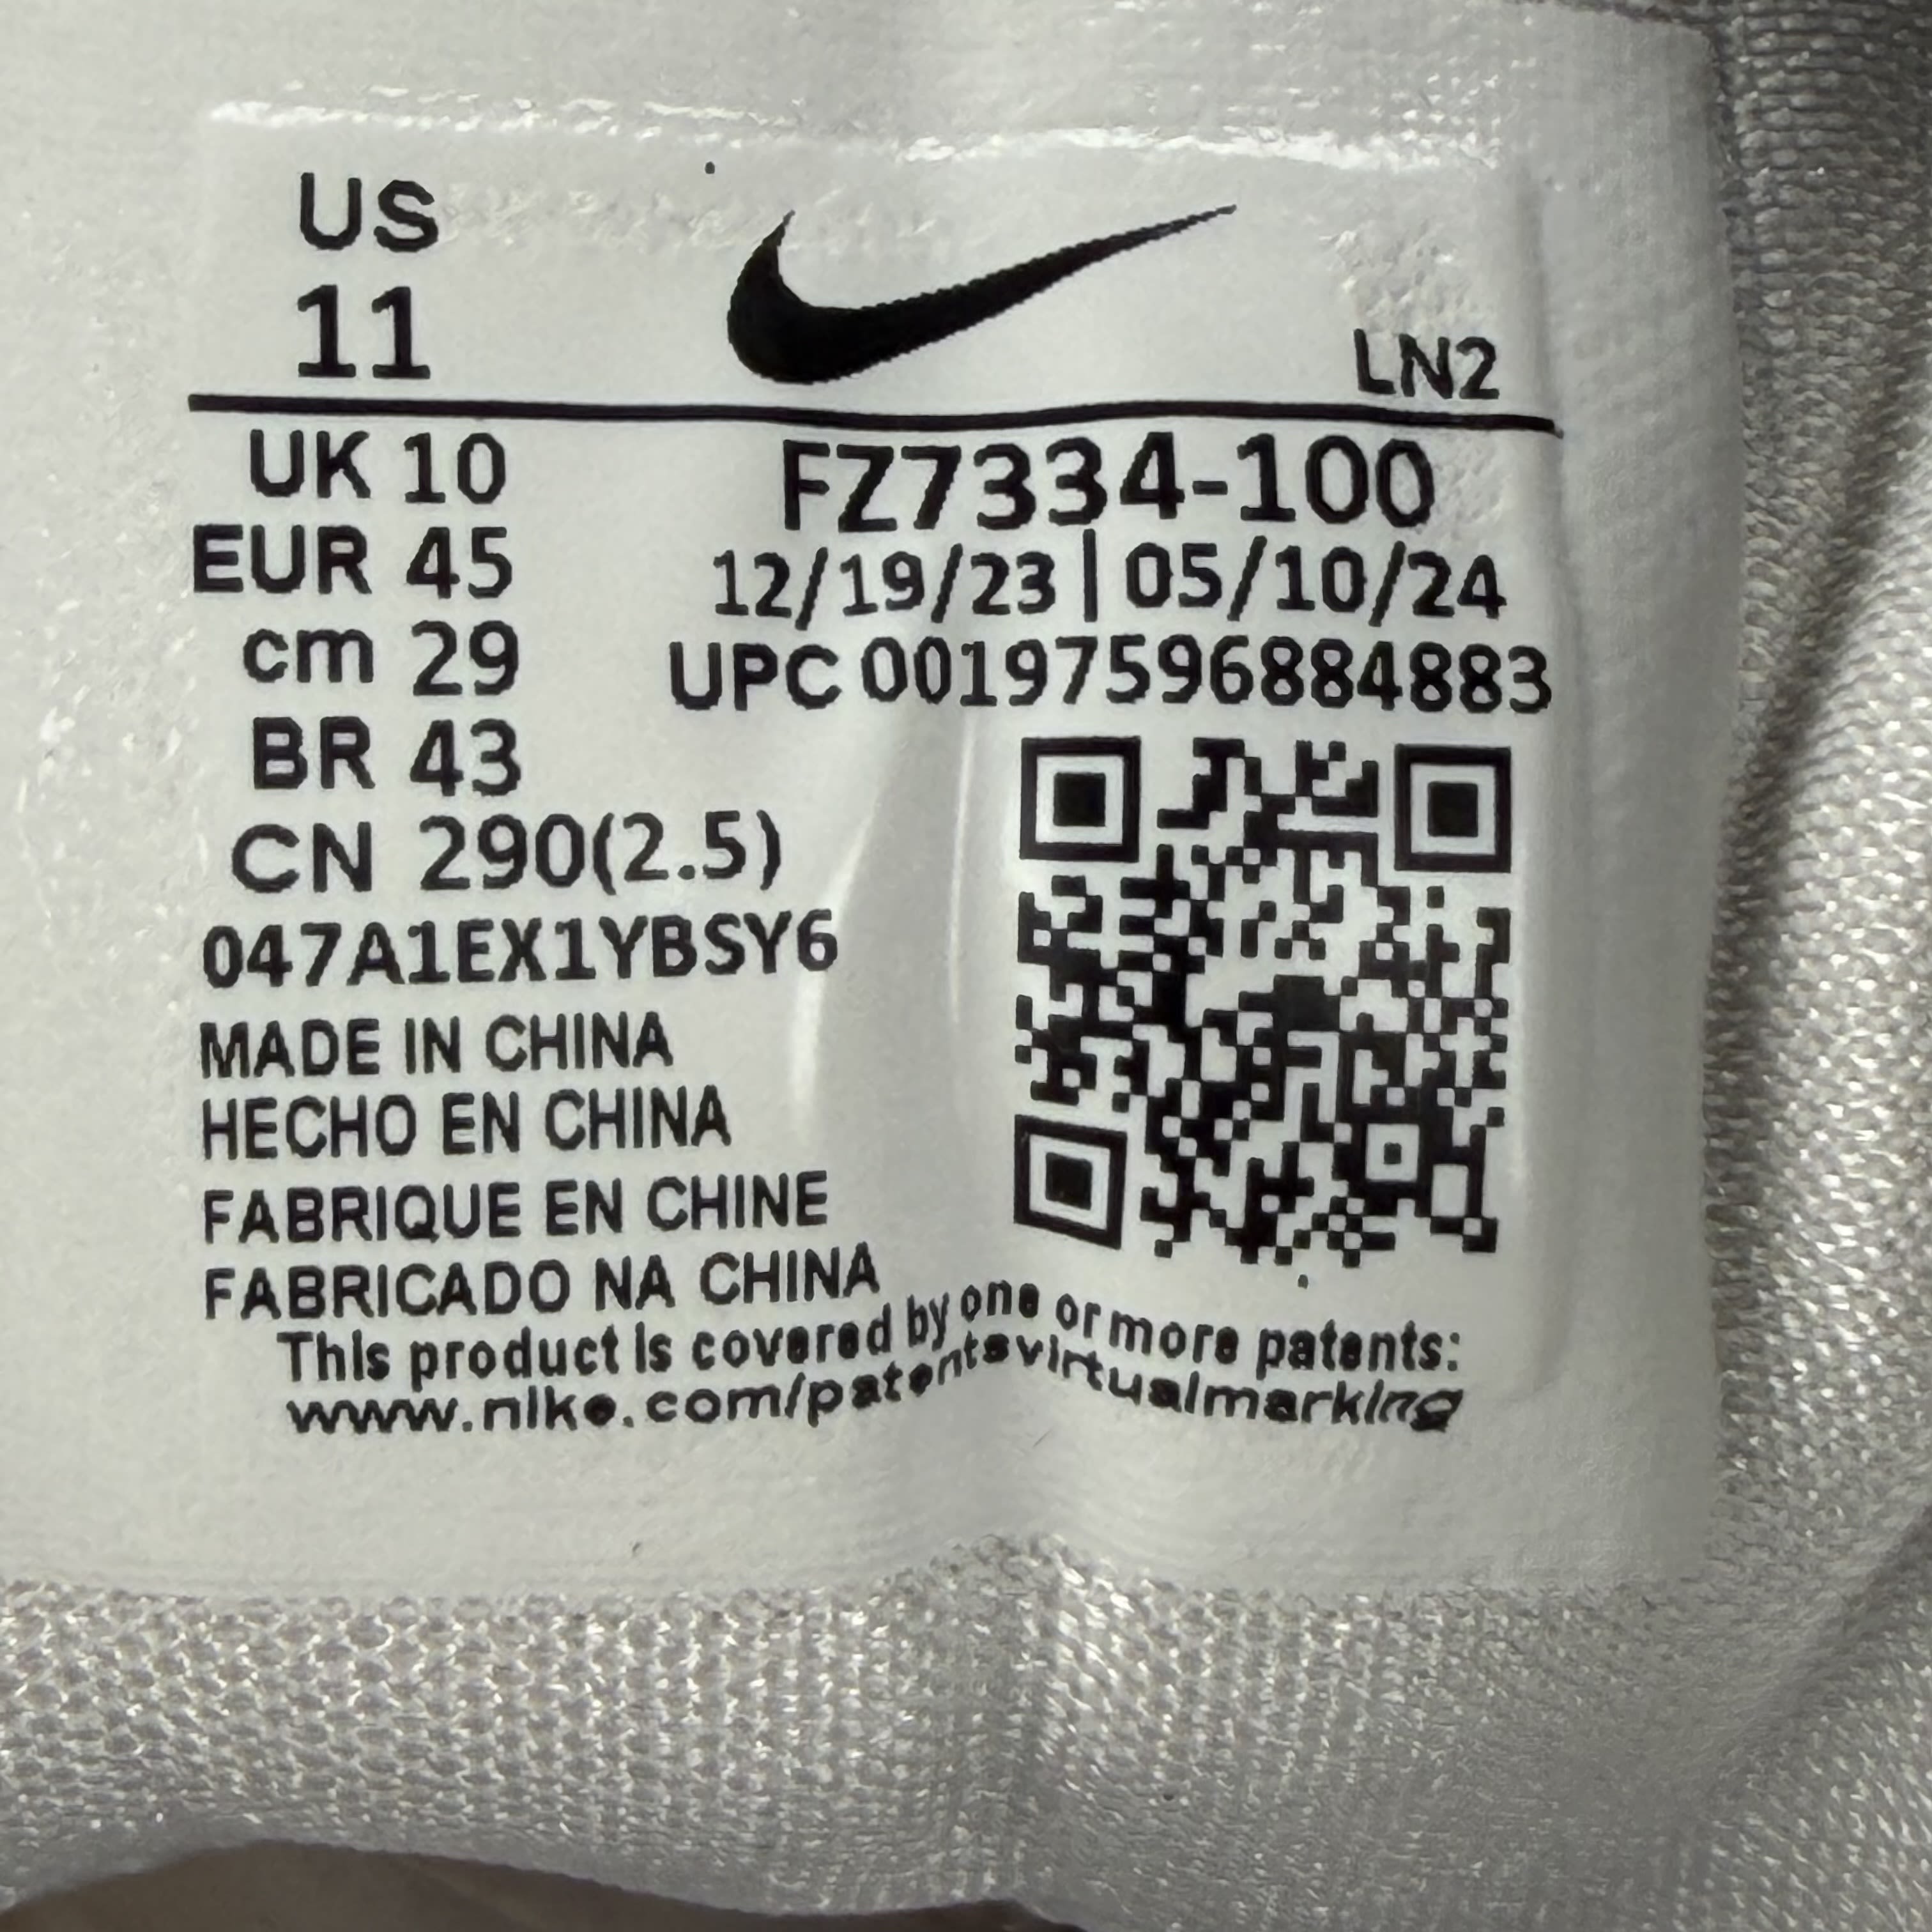 US
11
LN2
UK 10
EUR 45
cm 29
BR 43
CN 290(2.5)
FZ7334-100
12/19/23 | 05/10/24
UPC 00197596884883
047A1EX1YBSY6
MADE IN CHINA
HECHO EN CHINA
FABRIQUE EN CHINE
FABRICADO NA CHINA
This product is covered by one or more patents:
www.nike.com/patentsvirtualmarking